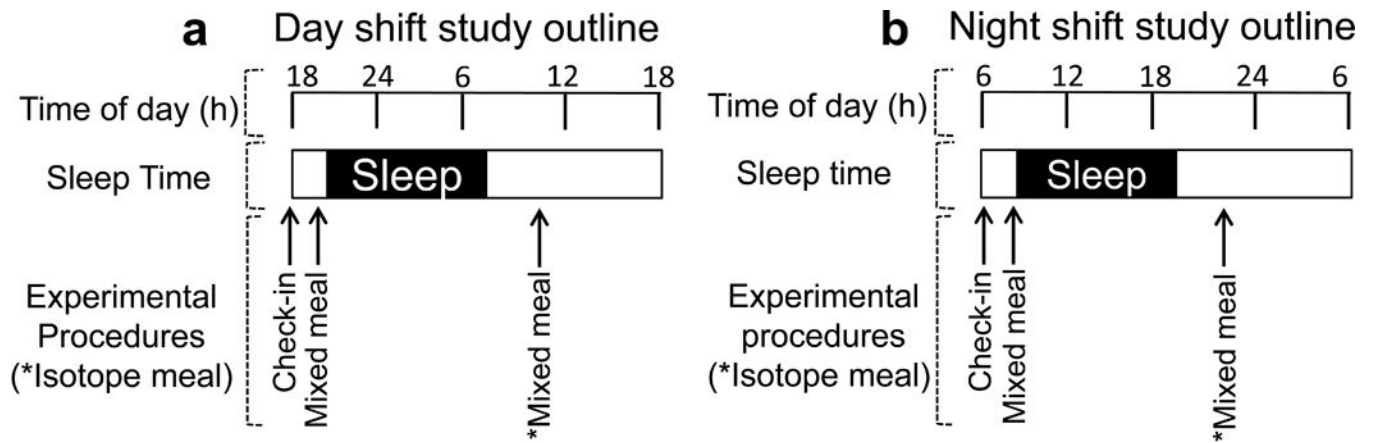 a Day shift study outline
18 24 6 12 18
Time of day (h)
Sleep Time
Sleep
Experimental
Procedures
(*Isotope meal)
Check-in
Mixed meal
*Mixed meal
b Night shift study outline
6 12 18 24 6
Time of day (h)
Sleep time
Sleep
Experimental
procedures
(*Isotope meal)
Check-in
Mixed meal
*Mixed meal